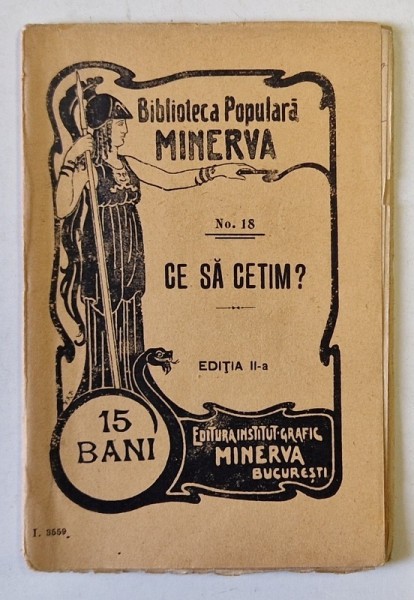 Biblioteca Populară
MINERVA
No. 18
CE SĂ CETIM?
EDIȚIA II-a
15
BANI
EDITURA INSTITUT·GRAFIC
MINERVA
BUCUREȘTI
I. 3559